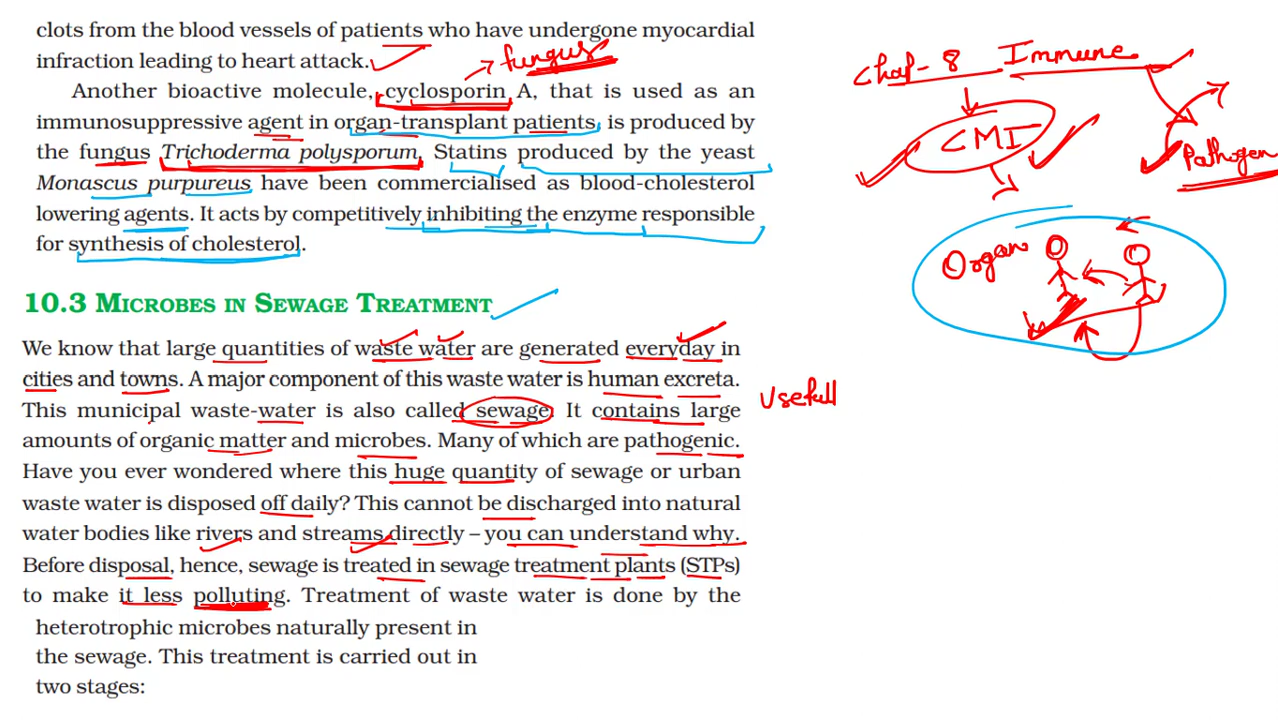 clots from the blood vessels of patients who have undergone myocardial
infraction leading to heart attack.
fungus
Another bioactive molecule, cyclosporin A, that is used as an
immunosuppressive agent in organ-transplant patients, is produced by
the fungus Trichoderma polysporum. Statins produced by the yeast
Monascus purpureus have been commercialised as blood-cholesterol
lowering agents. It acts by competitively inhibiting the enzyme responsible
for synthesis of cholesterol.
10.3 MICROBES IN SEWAGE TREATMENT
We know that large quantities of waste water are generated everyday in
cities and towns. A major component of this waste water is human excreta.
This municipal waste-water is also called sewage. It contains large
amounts of organic matter and microbes. Many of which are pathogenic.
Have you ever wondered where this huge quantity of sewage or urban
waste water is disposed off daily? This cannot be discharged into natural
water bodies like rivers and streams directly – you can understand why.
Before disposal, hence, sewage is treated in sewage treatment plants (STPs)
to make it less polluting. Treatment of waste water is done by the
heterotrophic microbes naturally present in
the sewage. This treatment is carried out in
two stages:
Chap-8 Immune
CMI
Pathogen
Organ
Usefull